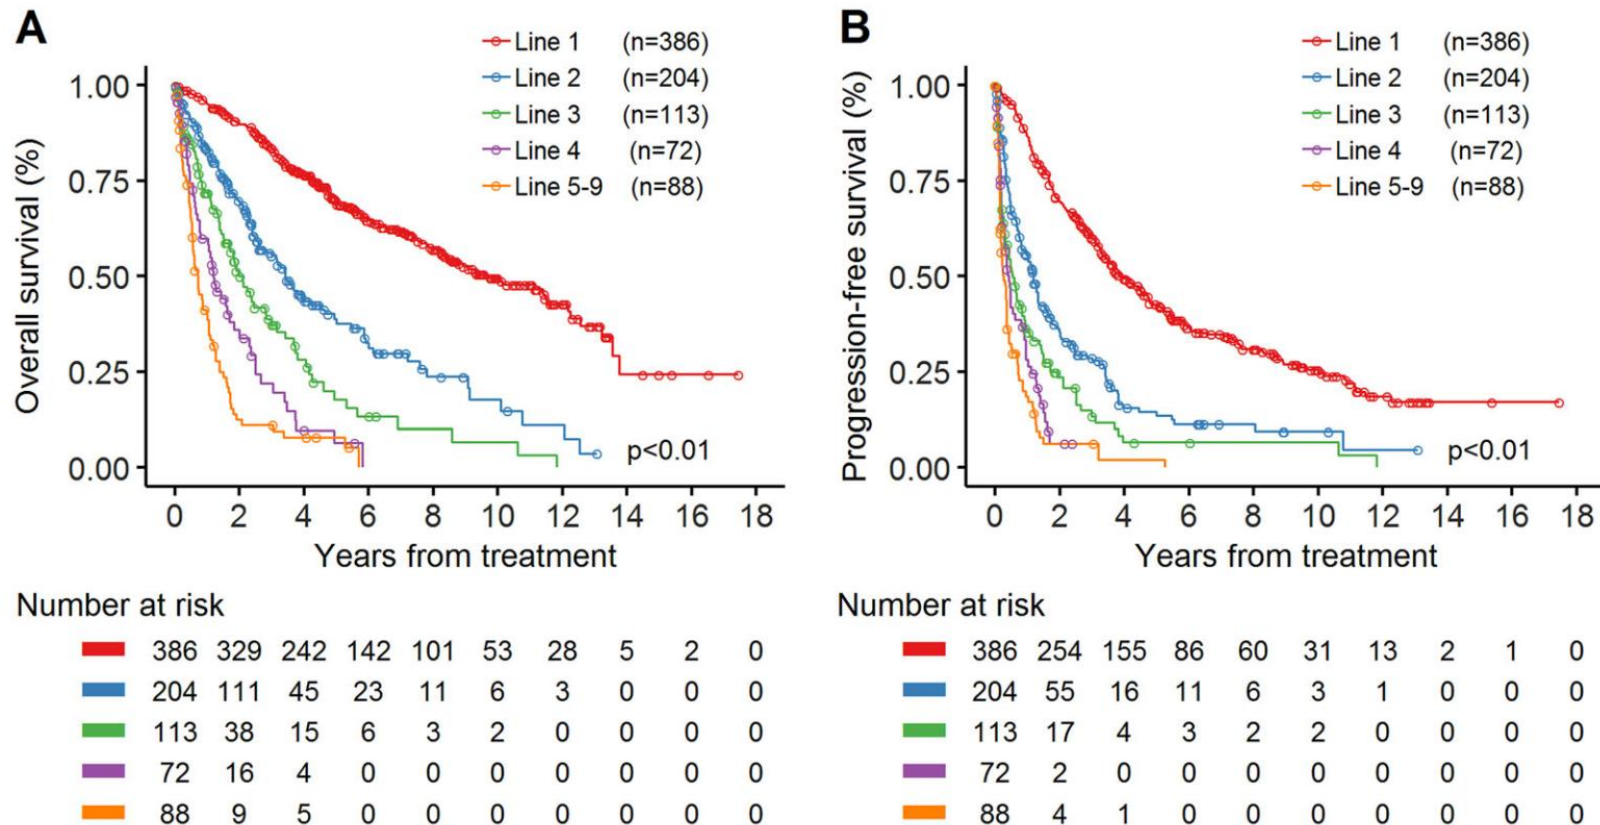 A
Line 1 (n=386)
Line 2 (n=204)
Line 3 (n=113)
Line 4 (n=72)
Line 5-9 (n=88)
Overall survival (%)
1.00
0.75
0.50
0.25
0.00
p<0.01
0 2 4 6 8 10 12 14 16 18
Years from treatment
Number at risk
386 329 242 142 101 53 28 5 2 0
204 111 45 23 11 6 3 0 0 0
113 38 15 6 3 2 0 0 0 0
72 16 4 0 0 0 0 0 0 0
88 9 5 0 0 0 0 0 0 0
B
Line 1 (n=386)
Line 2 (n=204)
Line 3 (n=113)
Line 4 (n=72)
Line 5-9 (n=88)
Progression-free survival (%)
1.00
0.75
0.50
0.25
0.00
p<0.01
0 2 4 6 8 10 12 14 16 18
Years from treatment
Number at risk
386 254 155 86 60 31 13 2 1 0
204 55 16 11 6 3 1 0 0 0
113 17 4 3 2 2 0 0 0 0
72 2 0 0 0 0 0 0 0 0
88 4 1 0 0 0 0 0 0 0